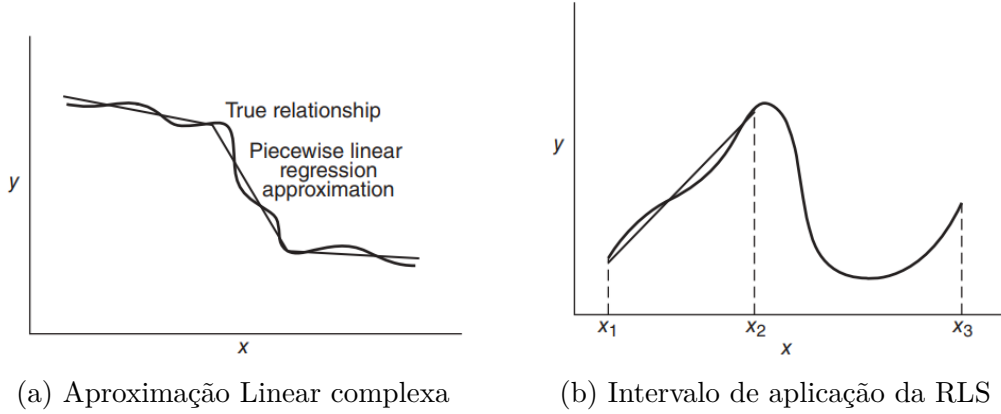 True relationship
Piecewise linear
regression
approximation
y
x
(a) Aproximação Linear complexa
y
x₁
x₂
x₃
x
(b) Intervalo de aplicação da RLS